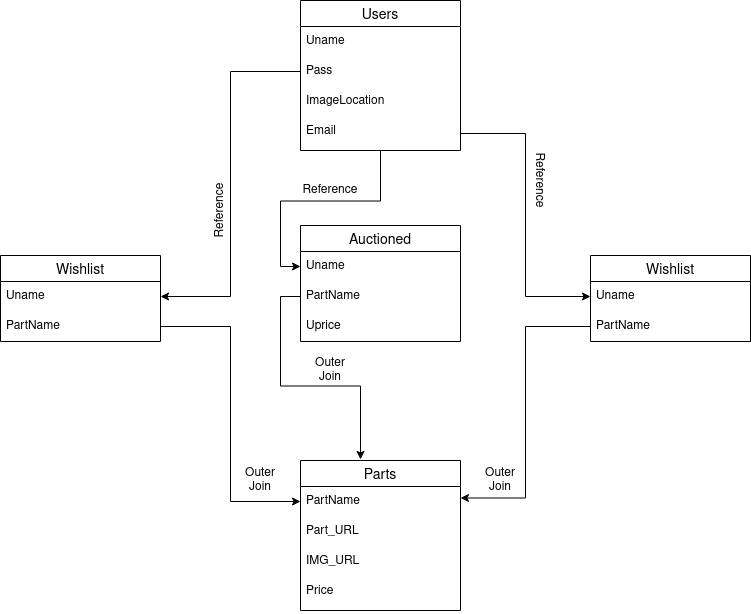 Users
Uname
Pass
ImageLocation
Email
Reference
Reference
Reference
Auctioned
Uname
PartName
Uprice
Wishlist
Uname
PartName
Wishlist
Uname
PartName
Outer
Join
Outer
Join
Outer
Join
Parts
PartName
Part_URL
IMG_URL
Price